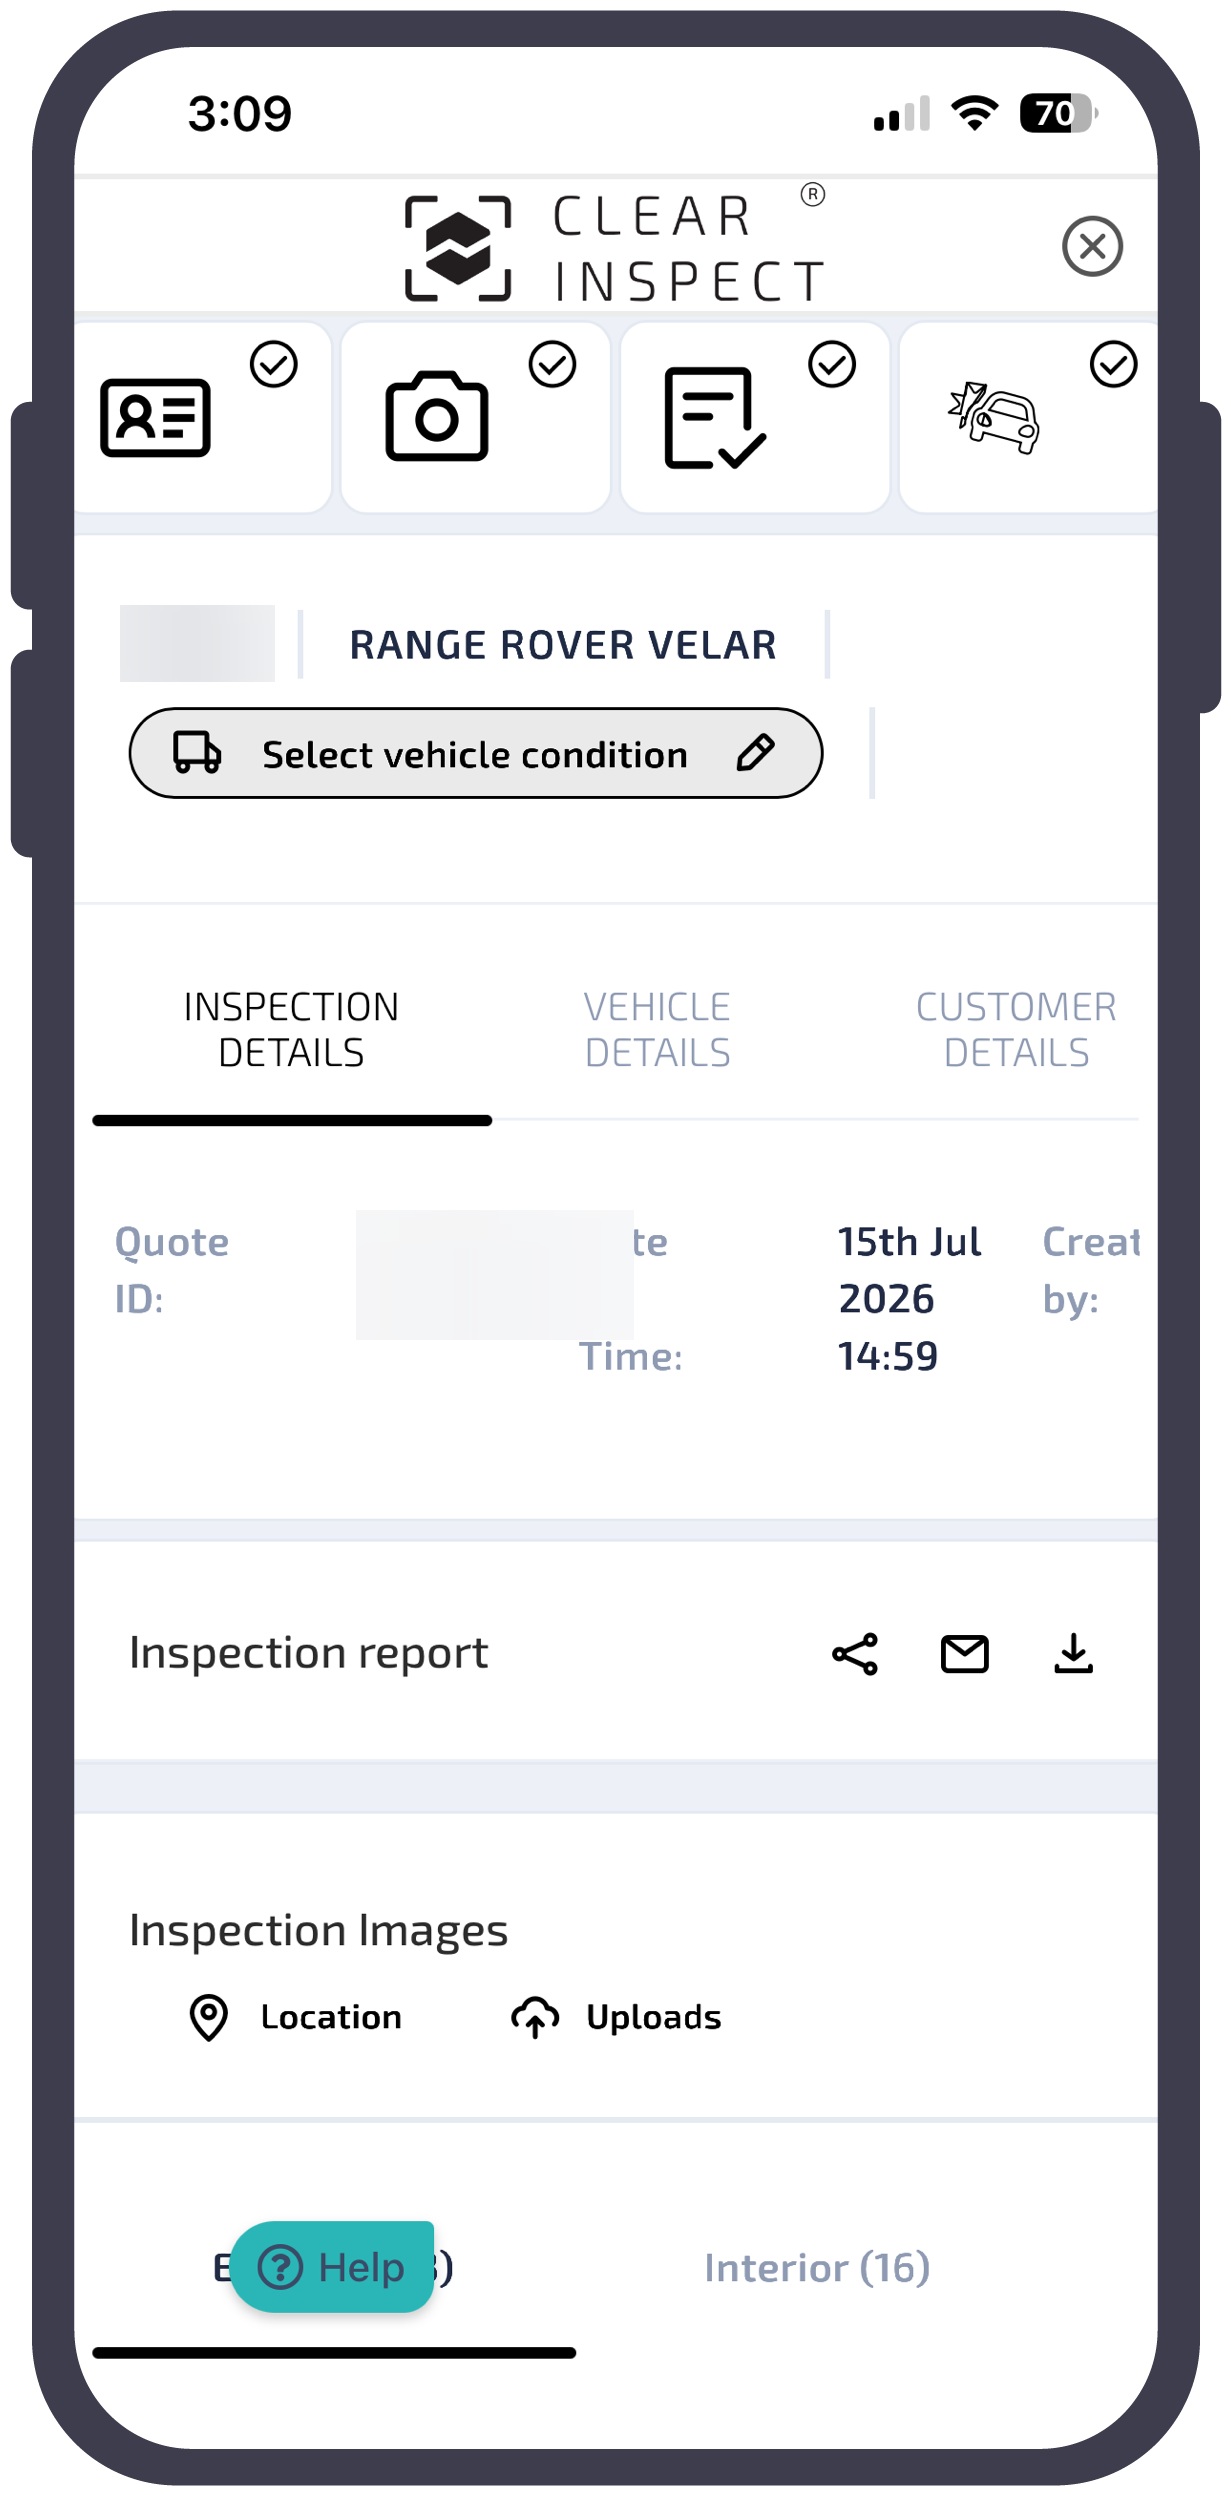 3:09
70
CLEAR ®
INSPECT
RANGE ROVER VELAR
Select vehicle condition
INSPECTION
DETAILS
VEHICLE
DETAILS
CUSTOMER
DETAILS
Quote
ID:
te
Time:
15th Jul
2026
14:59
Creat
by:
Inspection report
Inspection Images
Location
Uploads
Help
Interior (16)